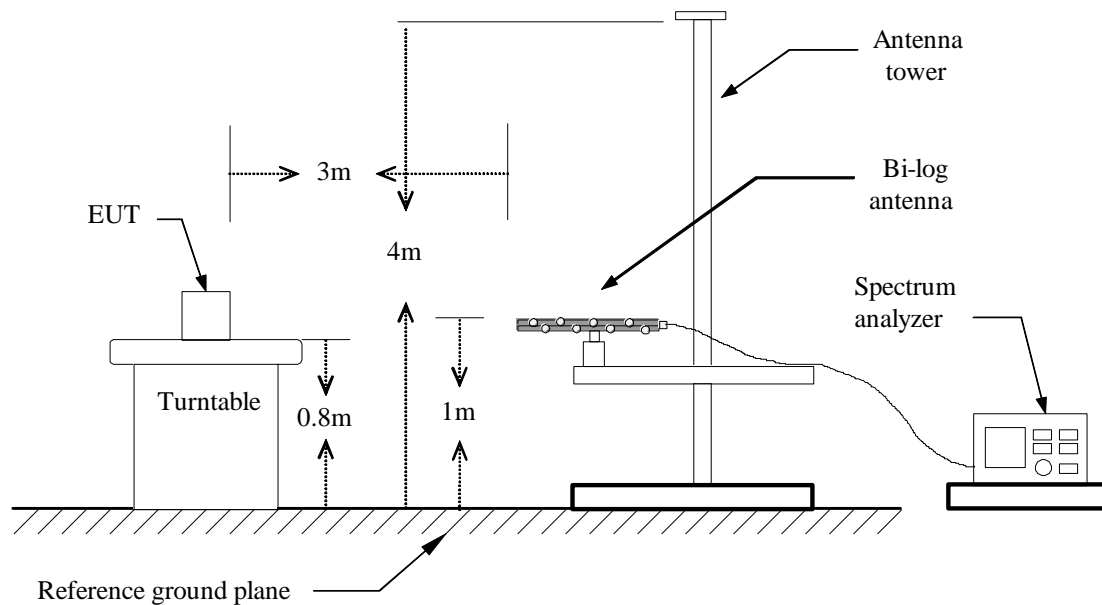 Antenna
tower
3m
Bi-log
antenna
EUT
4m
Spectrum
analyzer
Turntable
0.8m
1m
Reference ground plane